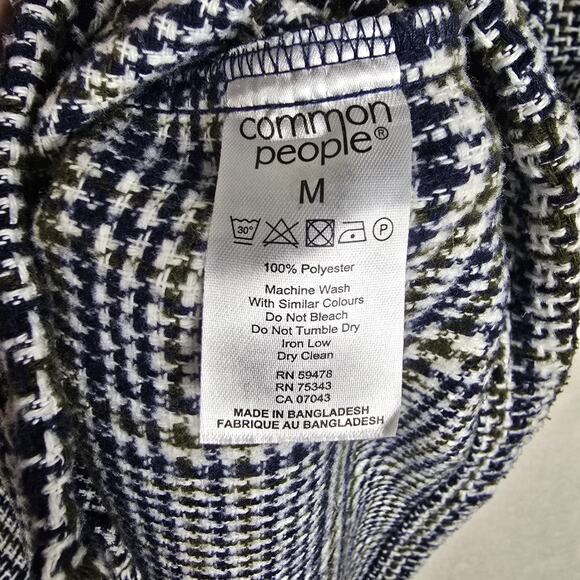 common
people®
M
30°
P
100% Polyester
Machine Wash
With Similar Colours
Do Not Bleach
Do Not Tumble Dry
Iron Low
Dry Clean
RN 59478
RN 75343
CA 07043
MADE IN BANGLADESH
FABRIQUE AU BANGLADESH